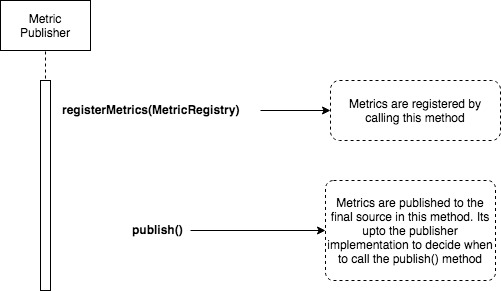 Metric
Publisher
registerMetrics(MetricRegistry)
Metrics are registered by
calling this method
publish()
Metrics are published to the
final source in this method. Its
upto the publisher
implementation to decide when
to call the publish() method